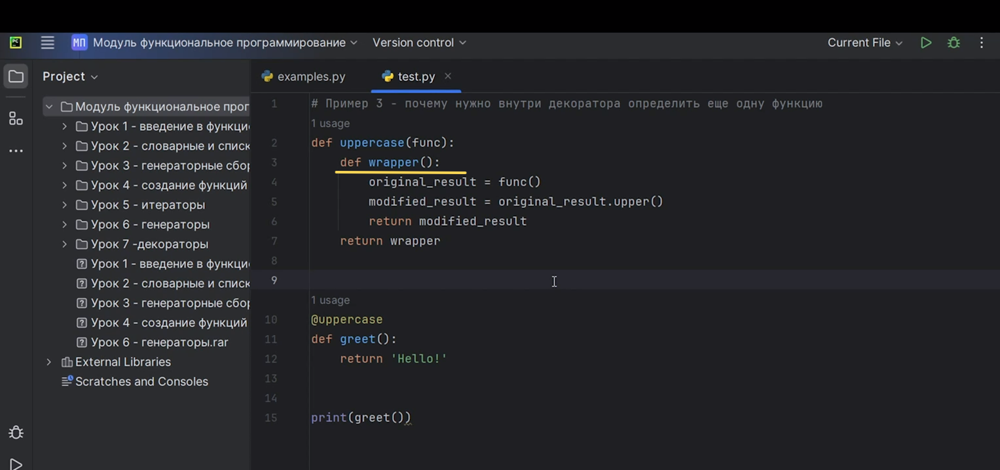 PC
МП Модуль функциональное программирование Version control Current File
Project
examples.py test.py
Модуль функциональное прог
Урок 1 - введение в функци
Урок 2 - словарные и списк
Урок 3 - генераторные сбор
Урок 4 - создание функций
Урок 5 - итераторы
Урок 6 - генераторы
Урок 7 -декораторы
Урок 1 - введение в функци
Урок 2 - словарные и списк
Урок 3 - генераторные сбор
Урок 4 - создание функций
Урок 6 - генераторы.rar
External Libraries
Scratches and Consoles
1 # Пример 3 - почему нужно внутри декоратора определить еще одну функцию
1 usage
2 def uppercase(func):
3 def wrapper():
4 original_result = func()
5 modified_result = original_result.upper()
6 return modified_result
7 return wrapper
8
9
1 usage
10 @uppercase
11 def greet():
12 return 'Hello!'
13
14
15 print(greet())